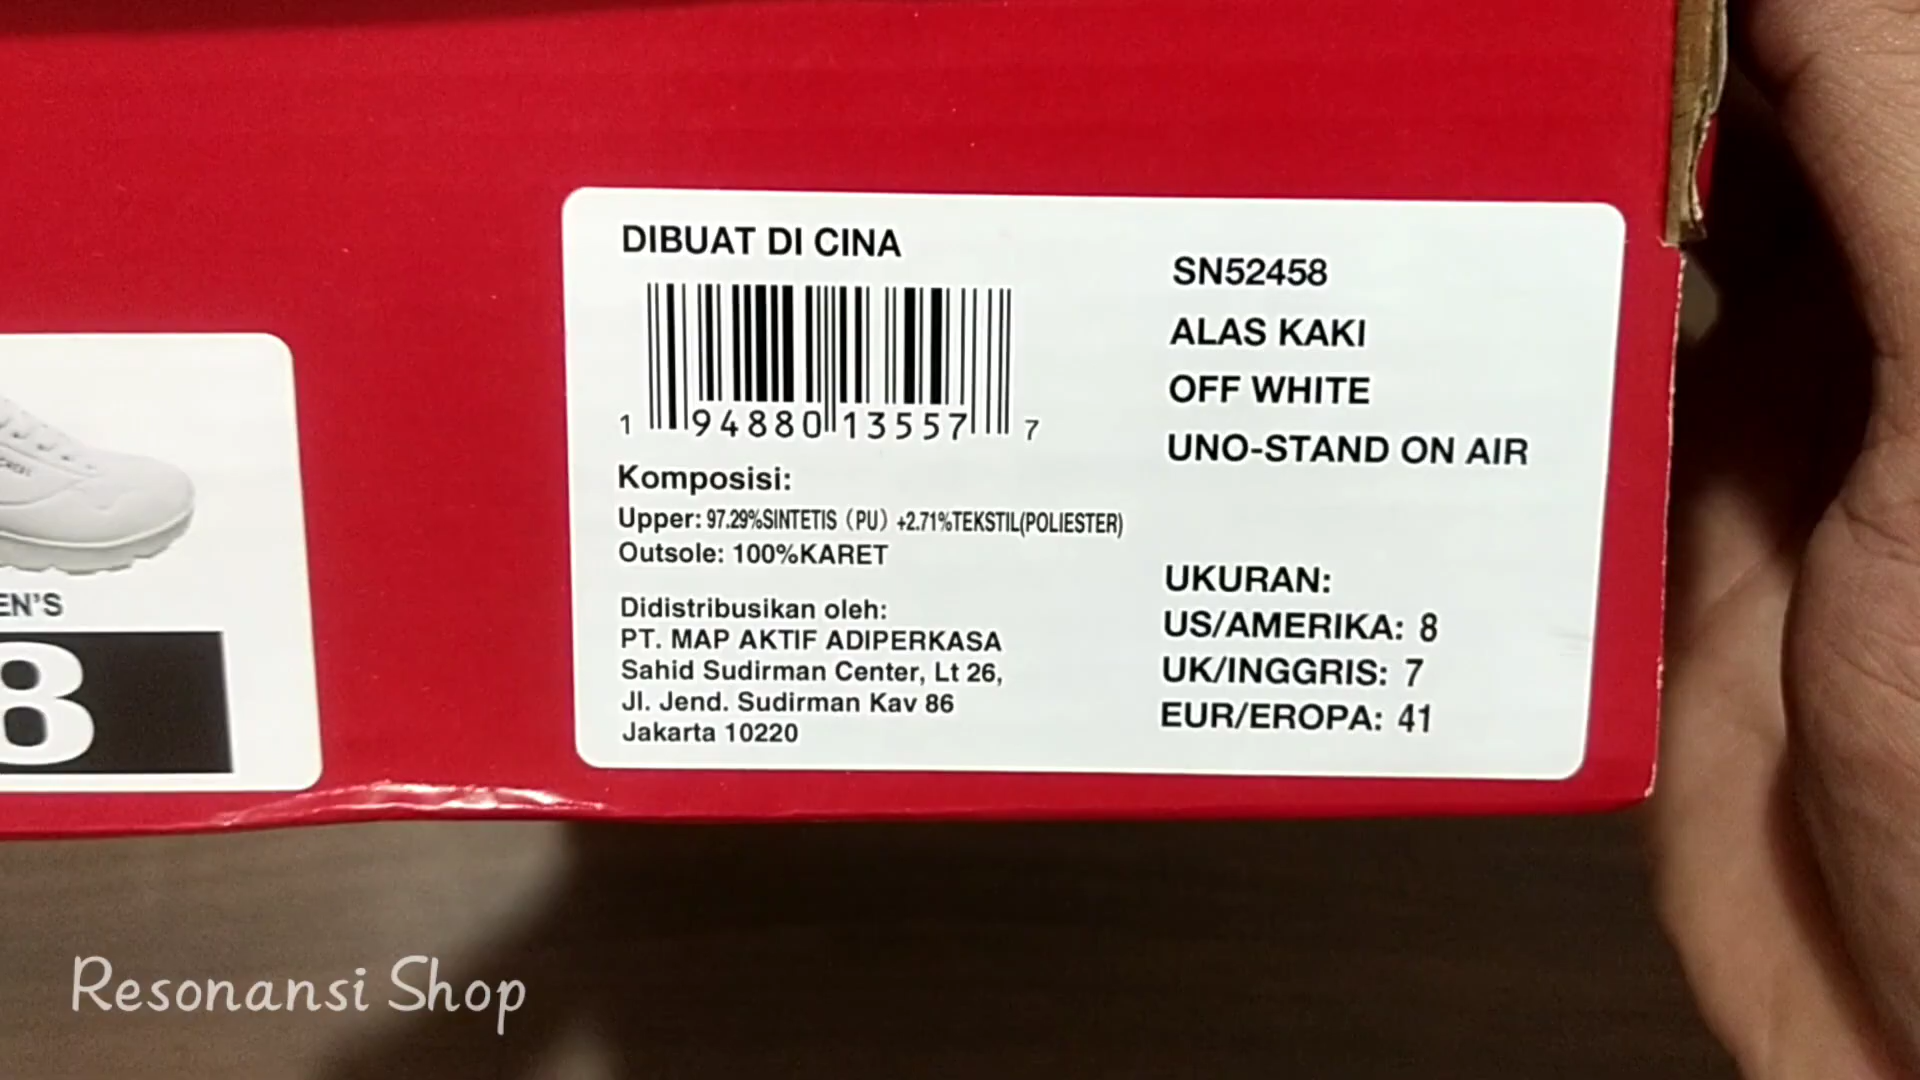 DIBUAT DI CINA
1 94880 13557 7
Komposisi:
Upper: 97.29%SINTETIS (PU) +2.71%TEKSTIL(POLIESTER)
Outsole: 100%KARET
Didistribusikan oleh:
PT. MAP AKTIF ADIPERKASA
Sahid Sudirman Center, Lt 26,
Jl. Jend. Sudirman Kav 86
Jakarta 10220
SN52458
ALAS KAKI
OFF WHITE
UNO-STAND ON AIR
UKURAN:
US/AMERIKA: 8
UK/INGGRIS: 7
EUR/EROPA: 41
EN'S
8
Resonansi Shop